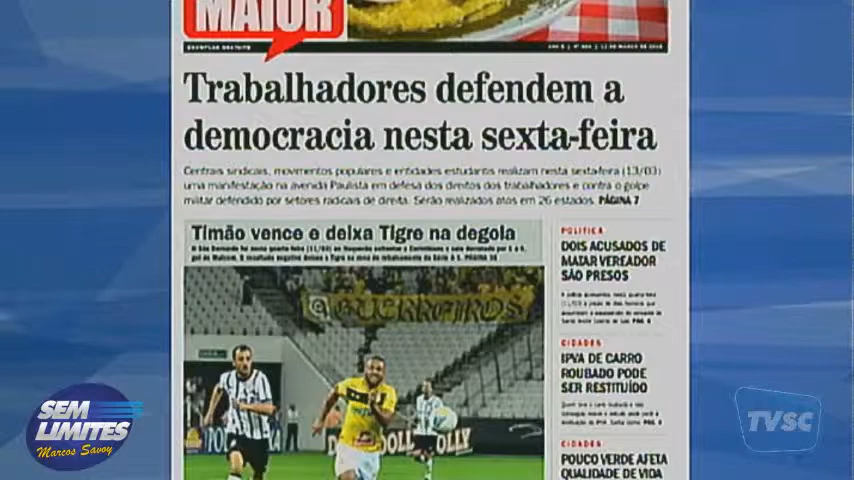 MAIOR
EXEMPLAR GRATUITO
Trabalhadores defendem a
democracia nesta sexta-feira
Centrais sindicais, movimentos populares e entidades estudantis realizam nesta sexta-feira (13/03)
uma manifestação na avenida Paulista em defesa dos direitos dos trabalhadores e contra o golpe
militar defendido por setores radicais de direita. Serão realizados atos em 26 estados. PÁGINA 7
Timão vence e deixa Tigre na degola
GUERREIROS
POLÍTICA
DOIS ACUSADOS DE
MATAR VEREADOR
SÃO PRESOS
CIDADES
IPVA DE CARRO
ROUBADO PODE
SER RESTITUÍDO
CIDADES
POUCO VERDE AFETA
QUALIDADE DE VIDA
DOLLY
SEM
LIMITES
Marcos Savoy
TVSC